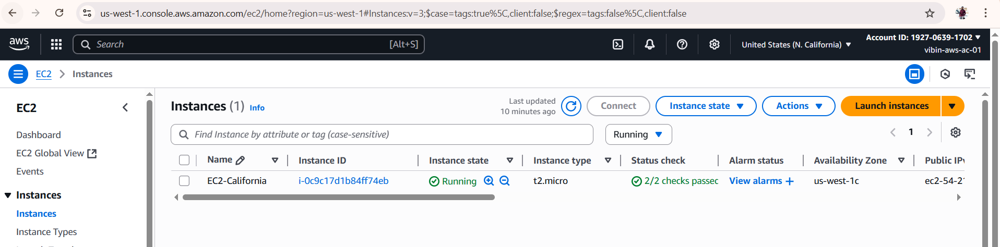 us-west-1.console.aws.amazon.com/ec2/home?region=us-west-1#Instances:v=3;$case=tags:true%5C,client:false;$regex=tags:false%5C,client:false
aws
Search
[Alt+S]
United States (N. California)
Account ID: 1927-0639-1702
vibin-aws-ac-01
EC2 Instances
EC2
Dashboard
EC2 Global View
Events
Instances
Instances
Instance Types
Instances (1) Info
Last updated
10 minutes ago
Connect
Instance state
Actions
Launch instances
Find Instance by attribute or tag (case-sensitive)
Running
1
Name Instance ID Instance state Instance type Status check Alarm status Availability Zone Public IPv
EC2-California i-0c9c17d1b84ff74eb Running t2.micro 2/2 checks passec View alarms + us-west-1c ec2-54-21